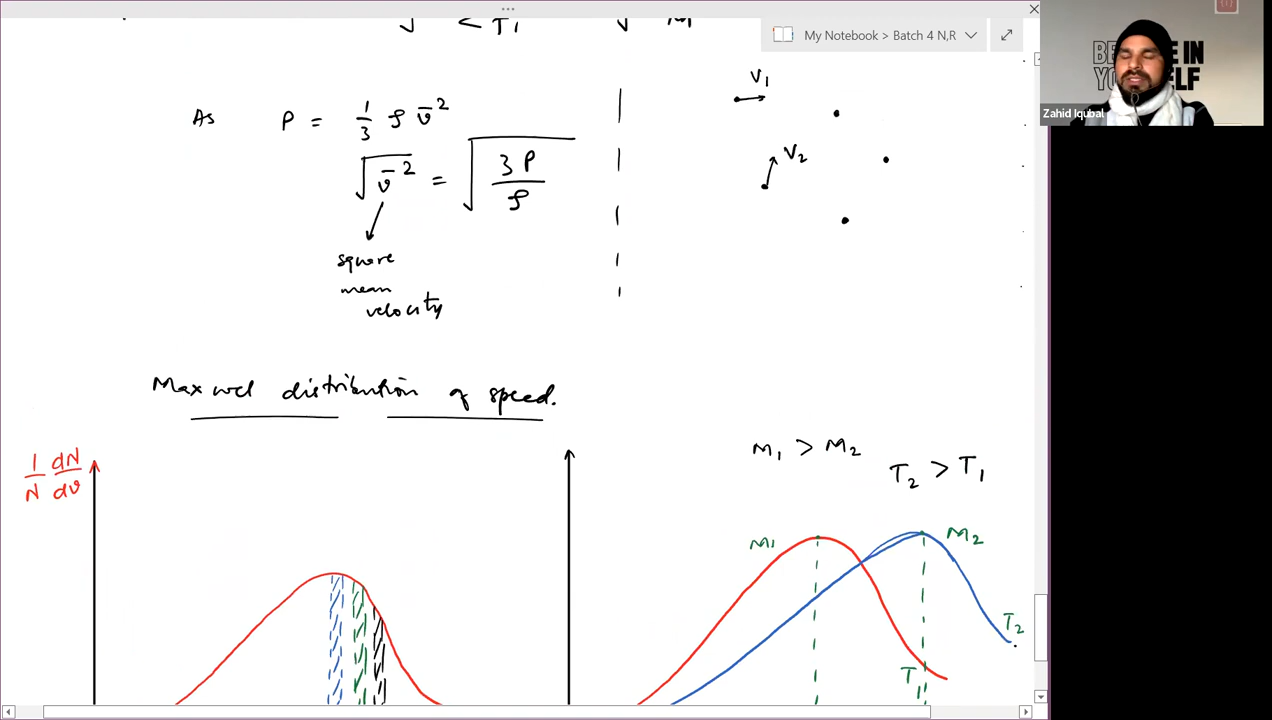 < T₁
My Notebook > Batch 4 N,R
As P = 1/3 ρ v̄²
√v̄² = √(3P/ρ)
square
mean
velocity
V₁
V₂
Zahid Iqubal
Maxwel distribution of speed.
1/N dN/dv
M₁ > M₂
T₂ > T₁
M₁
M₂
T₂
T₁